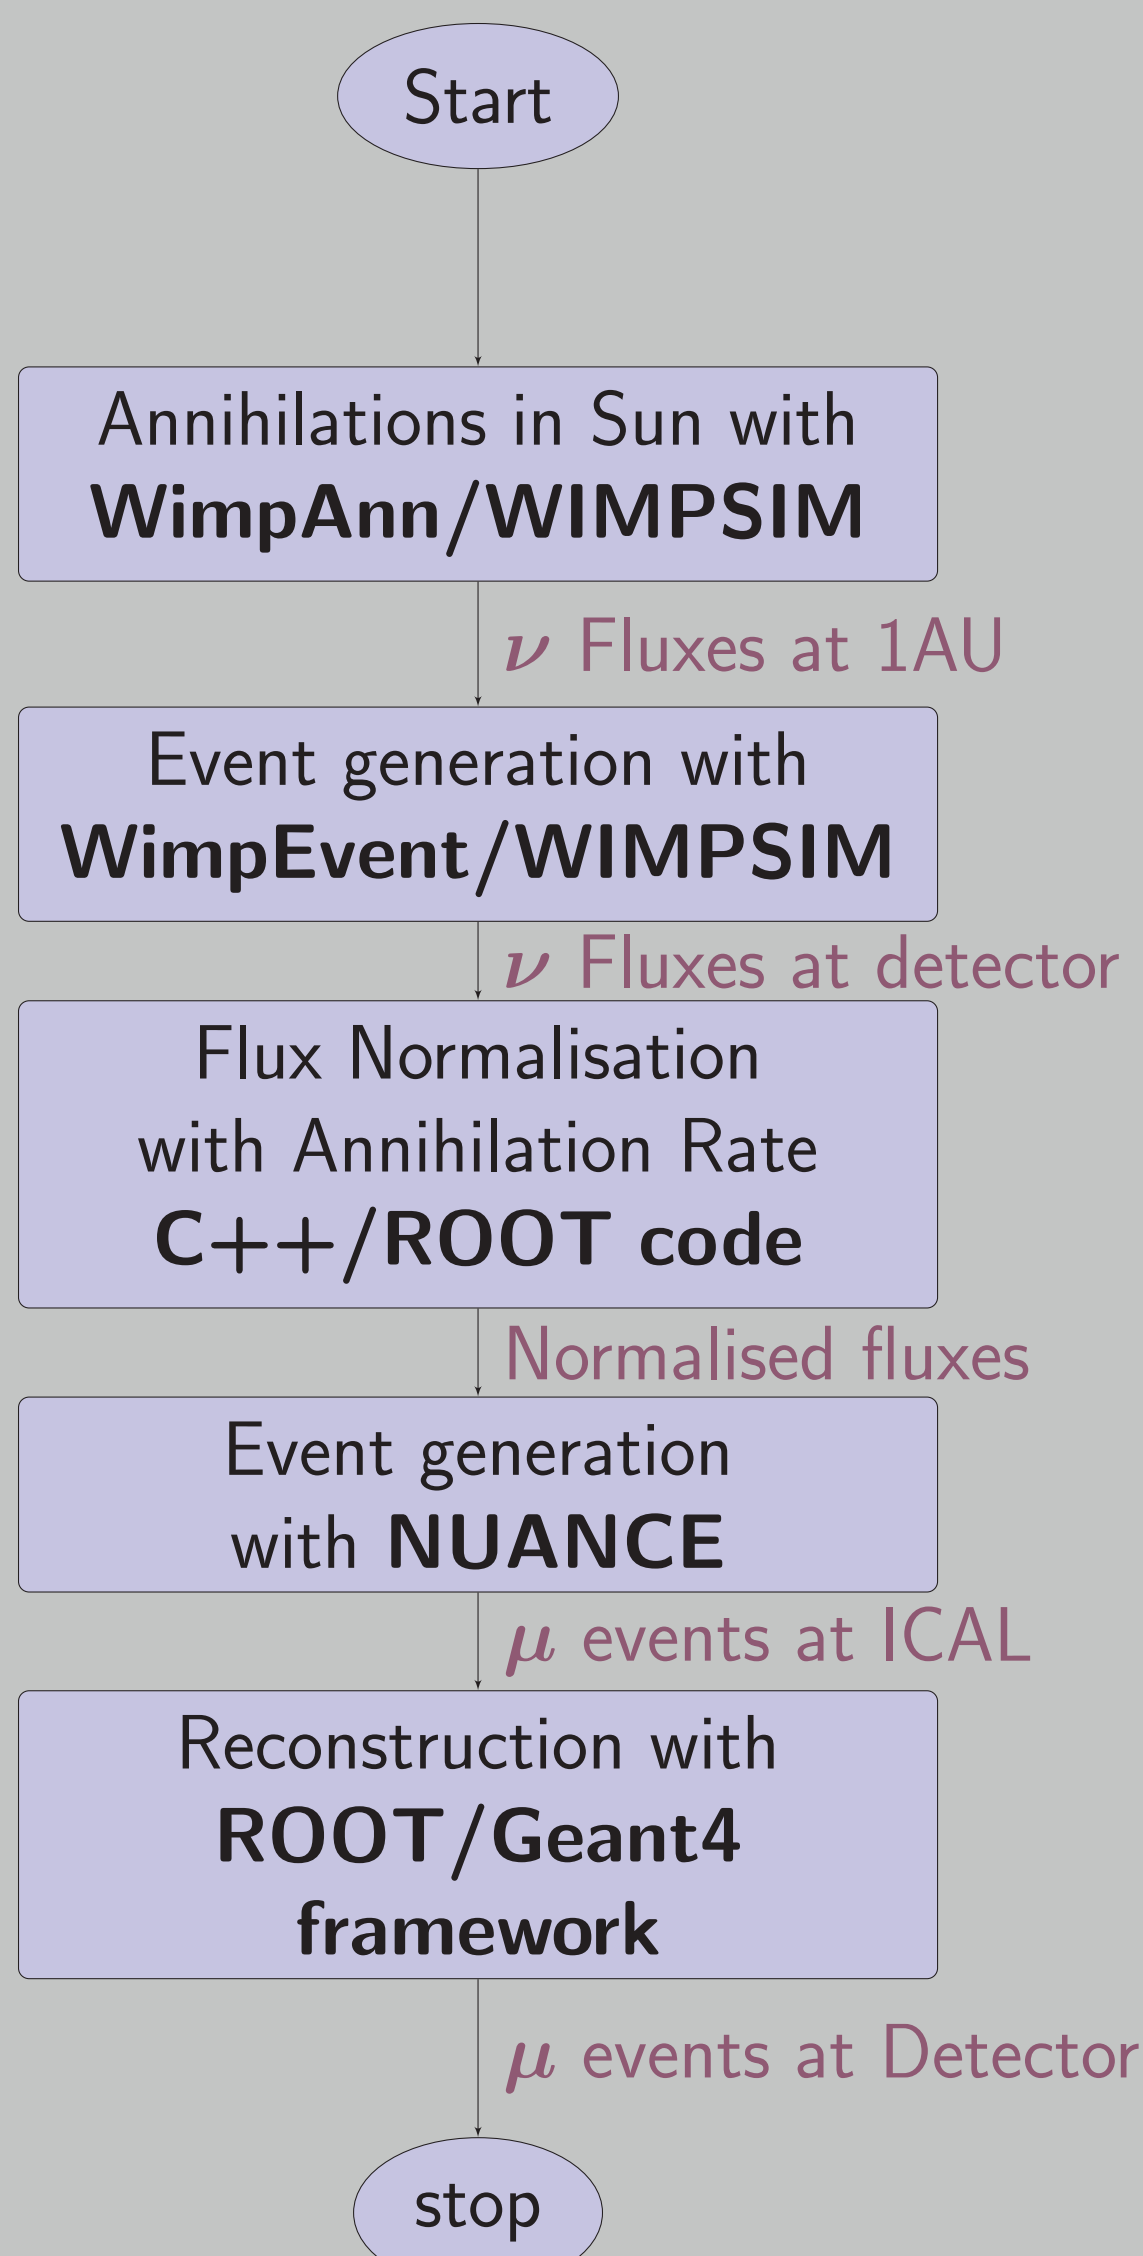 Start
Annihilations in Sun with
WimpAnn/WIMPSIM
ν Fluxes at 1AU
Event generation with
WimpEvent/WIMPSIM
ν Fluxes at detector
Flux Normalisation
with Annihilation Rate
C++/ROOT code
Normalised fluxes
Event generation
with NUANCE
μ events at ICAL
Reconstruction with
ROOT/Geant4
framework
μ events at Detector
stop